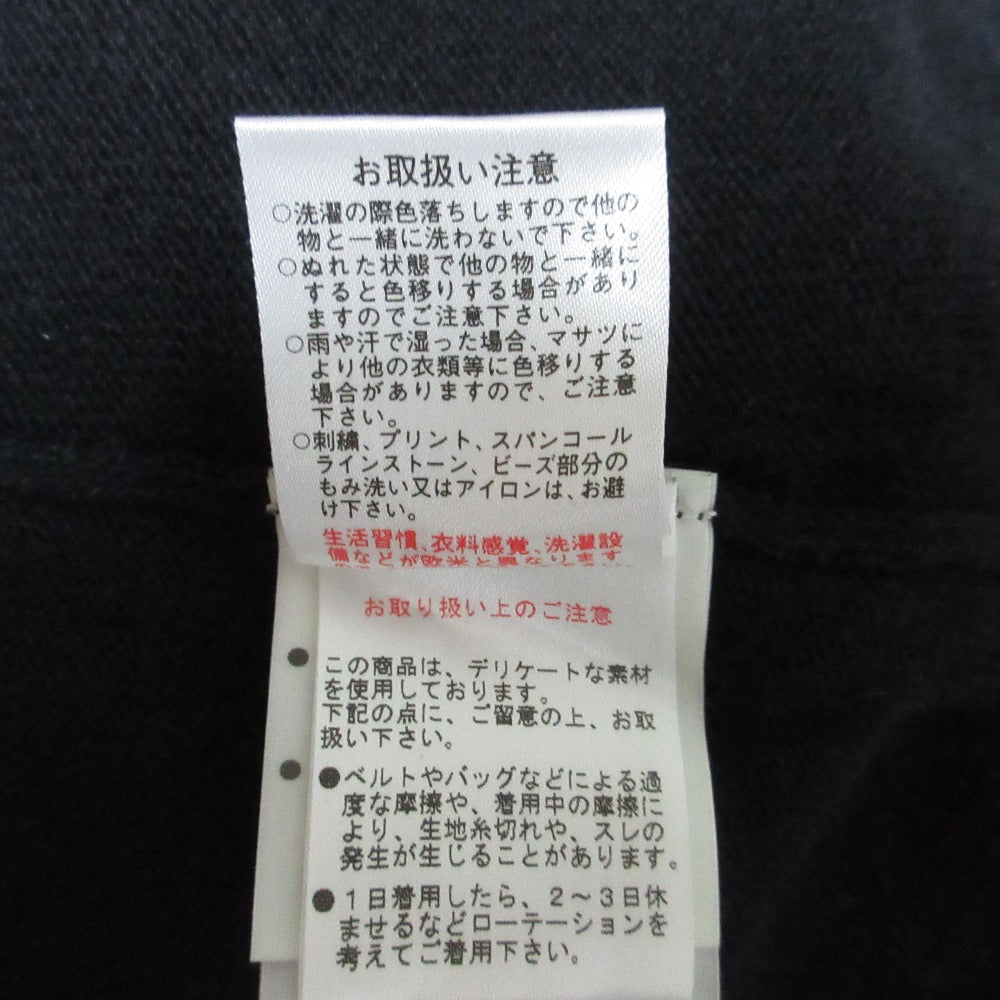 お取扱い注意
○洗濯の際色落ちしますので他の
物と一緒に洗わないで下さい。
○ぬれた状態で他の物と一緒に
すると色移りする場合があり
ますのでご注意下さい。
○雨や汗で湿った場合、マサツに
より他の衣類等に色移りする
場合がありますので、ご注意
下さい。
○刺繍、プリント、スパンコール
ラインストーン、ビーズ部分の
もみ洗い又はアイロンは、お避
け下さい。
生活習慣、衣料感覚、洗濯設
備などが欧米と異なります
お取り扱い上のご注意
この商品は、デリケートな素材
を使用しております。
下記の点に、ご留意の上、お取
扱い下さい。
●ベルトやバッグなどによる過
度な摩擦や、着用中の摩擦に
より、生地糸切れや、スレの
発生が生じることがあります。
●1日着用したら、2〜3日休
ませるなどローテーションを
考えてご着用下さい。